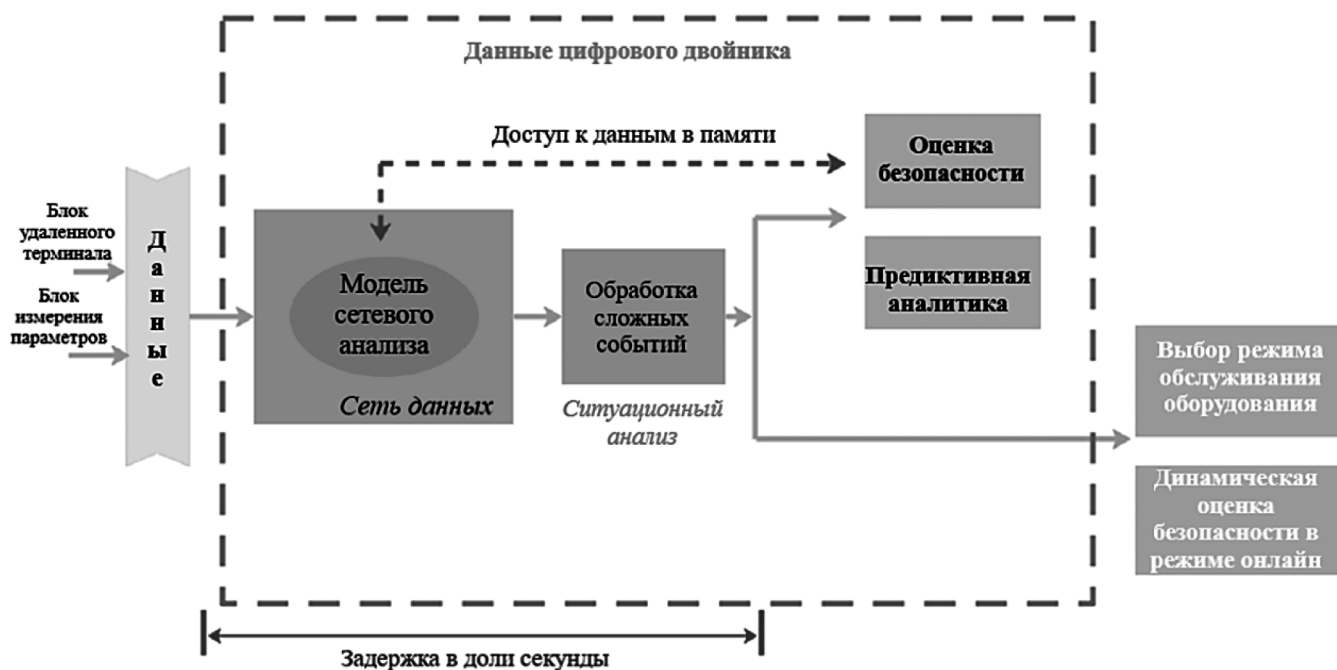 Данные цифрового двойника
Доступ к данным в памяти
Оценка
безопасности
Блок
удаленного
терминала
Блок
измерения
параметров
Данные
Модель
сетевого
анализа
Сеть данных
Обработка
сложных
событий
Ситуационный
анализ
Предиктивная
аналитика
Выбор режима
обслуживания
оборудования
Динамическая
оценка
безопасности в
режиме онлайн
Задержка в доли секунды